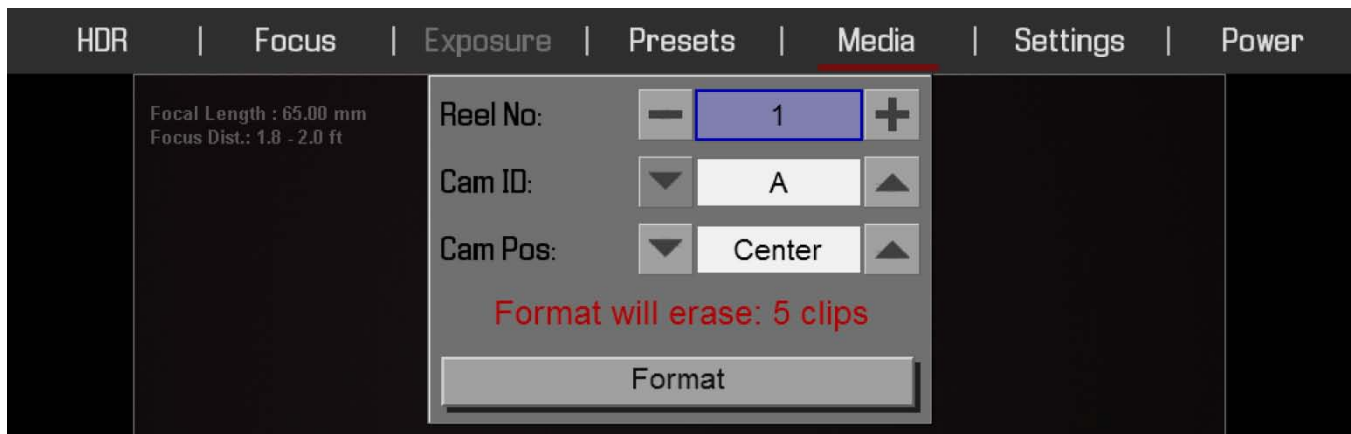 HDR | Focus | Exposure | Presets | Media | Settings | Power
Focal Length : 65.00 mm
Focus Dist.: 1.8 - 2.0 ft
Reel No: 1
Cam ID: A
Cam Pos: Center
Format will erase: 5 clips
Format